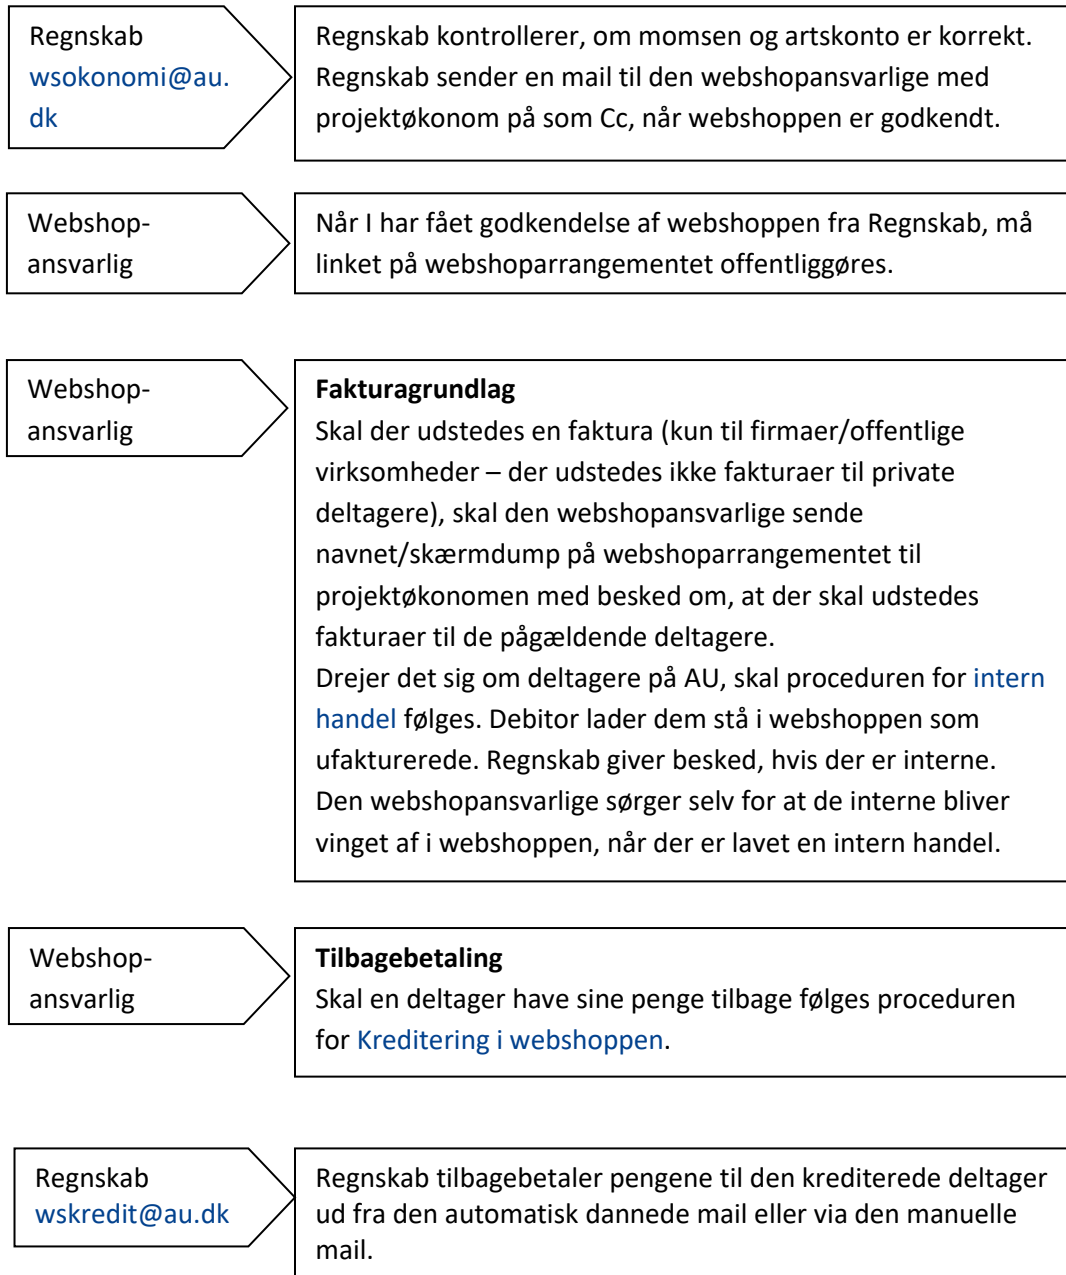 Regnskab
wsokonomi@au.
dk
Regnskab kontrollerer, om momsen og artskonto er korrekt.
Regnskab sender en mail til den webshopansvarlige med
projektøkonom på som Cc, når webshoppen er godkendt.
Webshop-
ansvarlig
Når I har fået godkendelse af webshoppen fra Regnskab, må
linket på webshoparrangementet offentliggøres.
Webshop-
ansvarlig
Fakturagrundlag
Skal der udstedes en faktura (kun til firmaer/offentlige
virksomheder – der udstedes ikke fakturaer til private
deltagere), skal den webshopansvarlige sende
navnet/skærmdump på webshoparrangementet til
projektøkonomen med besked om, at der skal udstedes
fakturaer til de pågældende deltagere.
Drejer det sig om deltagere på AU, skal proceduren for intern
handel følges. Debitor lader dem stå i webshoppen som
ufakturerede. Regnskab giver besked, hvis der er interne.
Den webshopansvarlige sørger selv for at de interne bliver
vinget af i webshoppen, når der er lavet en intern handel.
Webshop-
ansvarlig
Tilbagebetaling
Skal en deltager have sine penge tilbage følges proceduren
for Kreditering i webshoppen.
Regnskab
wskredit@au.dk
Regnskab tilbagebetaler pengene til den krediterede deltager
ud fra den automatisk dannede mail eller via den manuelle
mail.